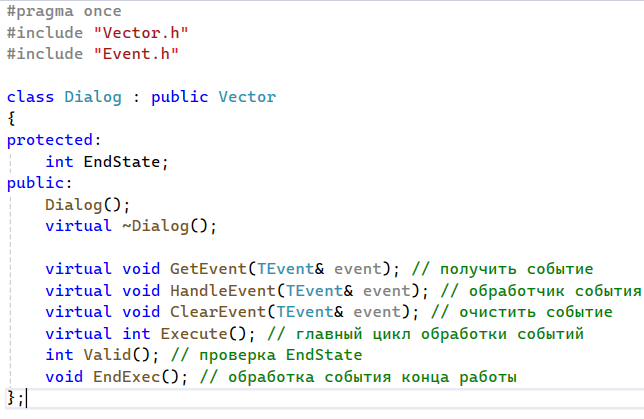 #pragma once
#include "Vector.h"
#include "Event.h"
class Dialog : public Vector
{
protected:
int EndState;
public:
Dialog();
virtual ~Dialog();
virtual void GetEvent(TEvent& event); // получить событие
virtual void HandleEvent(TEvent& event); // обработчик события
virtual void ClearEvent(TEvent& event); // очистить событие
virtual int Execute(); // главный цикл обработки событий
int Valid(); // проверка EndState
void EndExec(); // обработка события конца работы
};